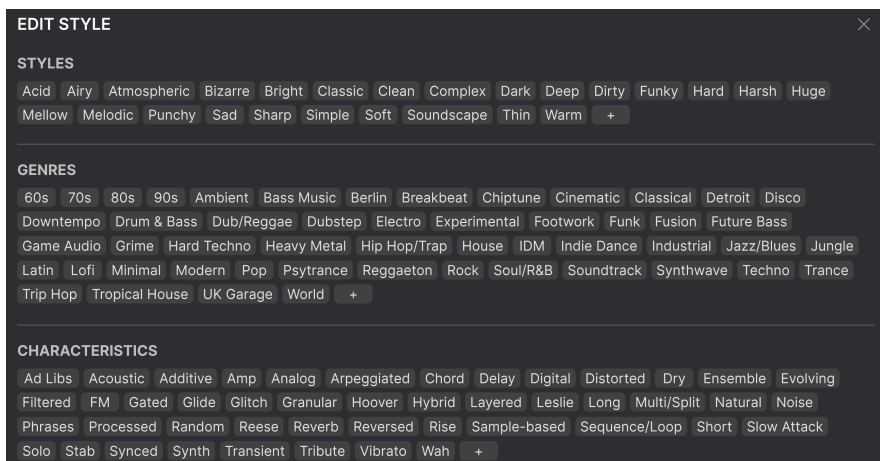 EDIT STYLE
STYLES
Acid Airy Atmospheric Bizarre Bright Classic Clean Complex Dark Deep Dirty Funky Hard Harsh Huge
Mellow Melodic Punchy Sad Sharp Simple Soft Soundscape Thin Warm +
GENRES
60s 70s 80s 90s Ambient Bass Music Berlin Breakbeat Chiptune Cinematic Classical Detroit Disco
Downtempo Drum & Bass Dub/Reggae Dubstep Electro Experimental Footwork Funk Fusion Future Bass
Game Audio Grime Hard Techno Heavy Metal Hip Hop/Trap House IDM Indie Dance Industrial Jazz/Blues Jungle
Latin Lofi Minimal Modern Pop Psytrance Reggaeton Rock Soul/R&B Soundtrack Synthwave Techno Trance
Trip Hop Tropical House UK Garage World +
CHARACTERISTICS
Ad Libs Acoustic Additive Amp Analog Arpeggiated Chord Delay Digital Distorted Dry Ensemble Evolving
Filtered FM Gated Glide Glitch Granular Hoover Hybrid Layered Leslie Long Multi/Split Natural Noise
Phrases Processed Random Reese Reverb Reversed Rise Sample-based Sequence/Loop Short Slow Attack
Solo Stab Synced Synth Transient Tribute Vibrato Wah +